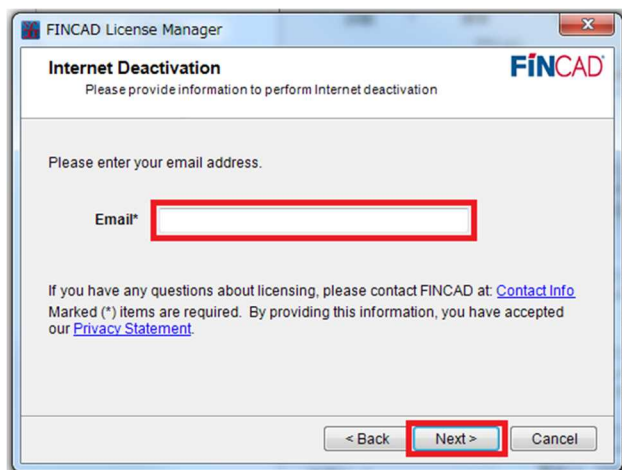 FINCAD License Manager
Internet Deactivation
FINCAD
Please provide information to perform Internet deactivation
Please enter your email address.
Email*
If you have any questions about licensing, please contact FINCAD at: Contact Info
Marked (*) items are required. By providing this information, you have accepted
our Privacy Statement.
< Back
Next >
Cancel